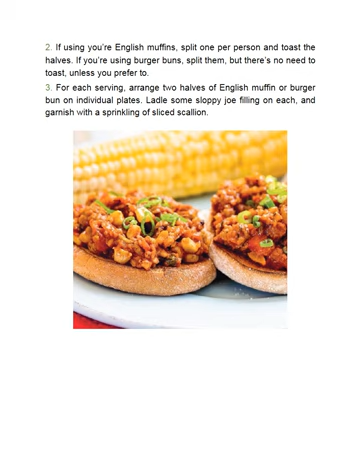 2. If using you’re English muffins, split one per person and toast the
halves. If you’re using burger buns, split them, but there’s no need to
toast, unless you prefer to.
3. For each serving, arrange two halves of English muffin or burger
bun on individual plates. Ladle some sloppy joe filling on each, and
garnish with a sprinkling of sliced scallion.